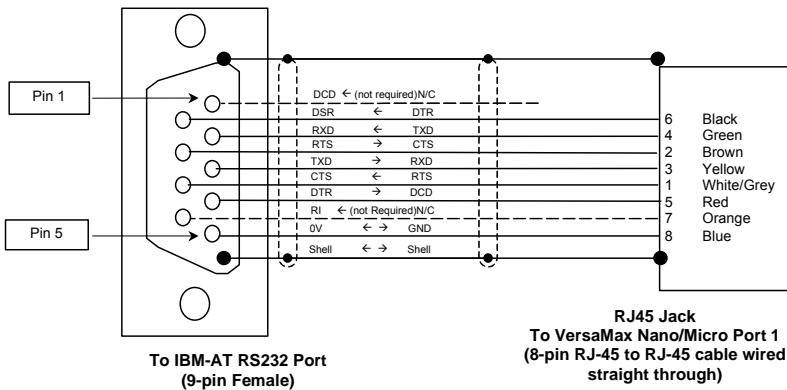 Pin 1
DCD ← (not required)N/C
DSR ← DTR 6 Black
RXD ← TXD 4 Green
RTS → CTS 2 Brown
TXD → RXD 3 Yellow
CTS ← RTS 1 White/Grey
DTR → DCD 5 Red
RI ← (not Required)N/C 7 Orange
Pin 5
0V ← → GND 8 Blue
Shell ← → Shell
To IBM-AT RS232 Port
(9-pin Female)
RJ45 Jack
To VersaMax Nano/Micro Port 1
(8-pin RJ-45 to RJ-45 cable wired
straight through)